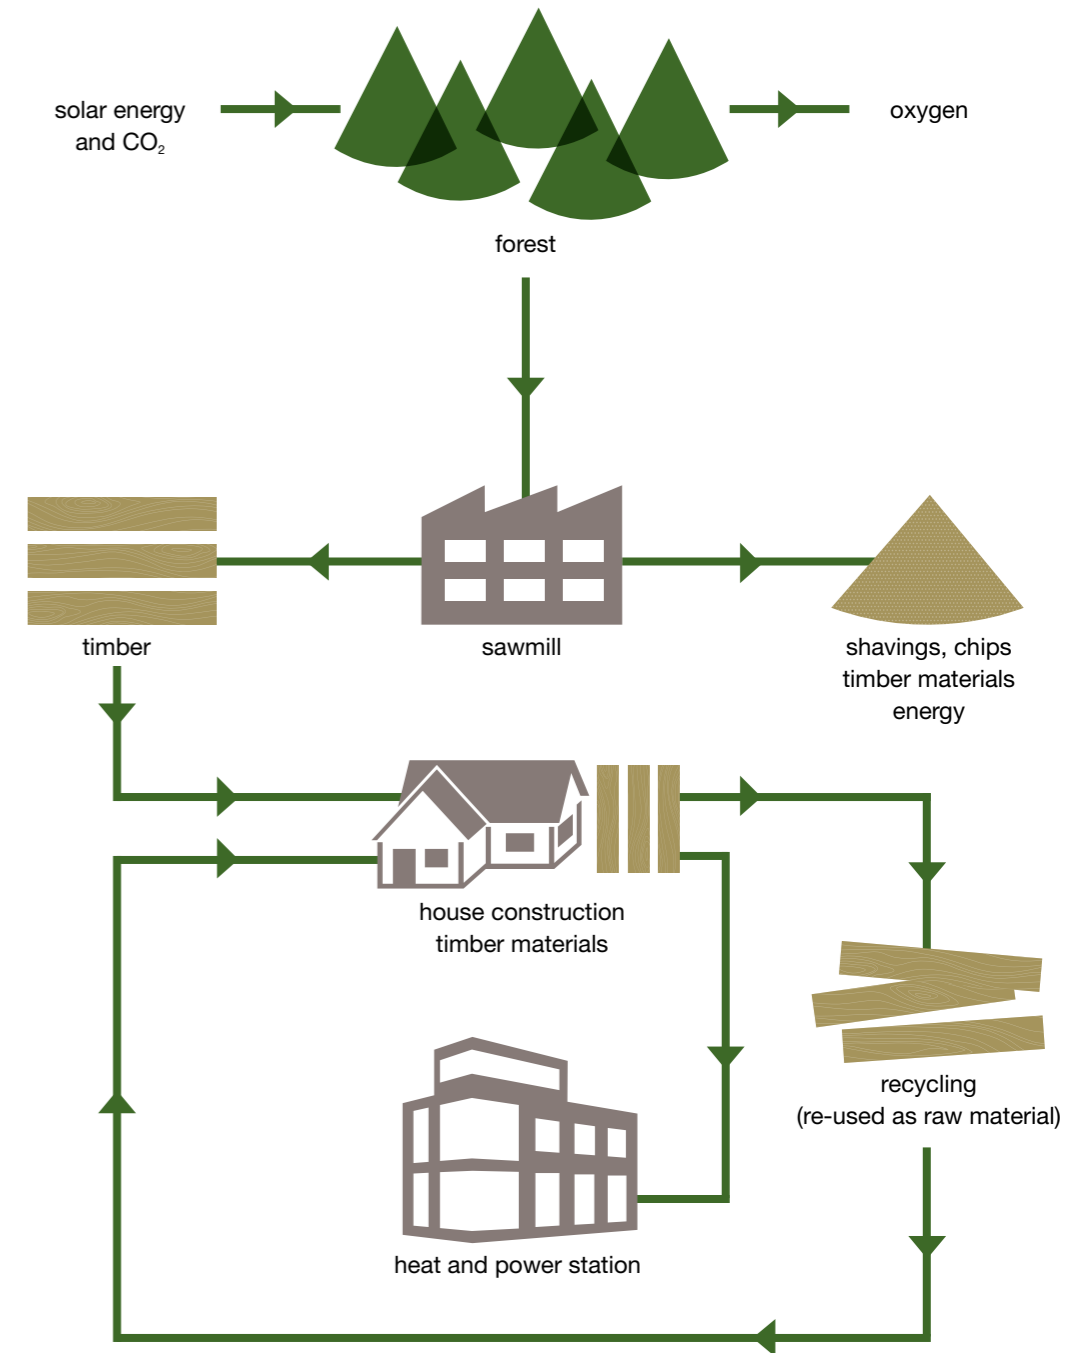 solar energy
and CO₂
oxygen
forest
timber
sawmill
shavings, chips
timber materials
energy
house construction
timber materials
recycling
(re-used as raw material)
heat and power station